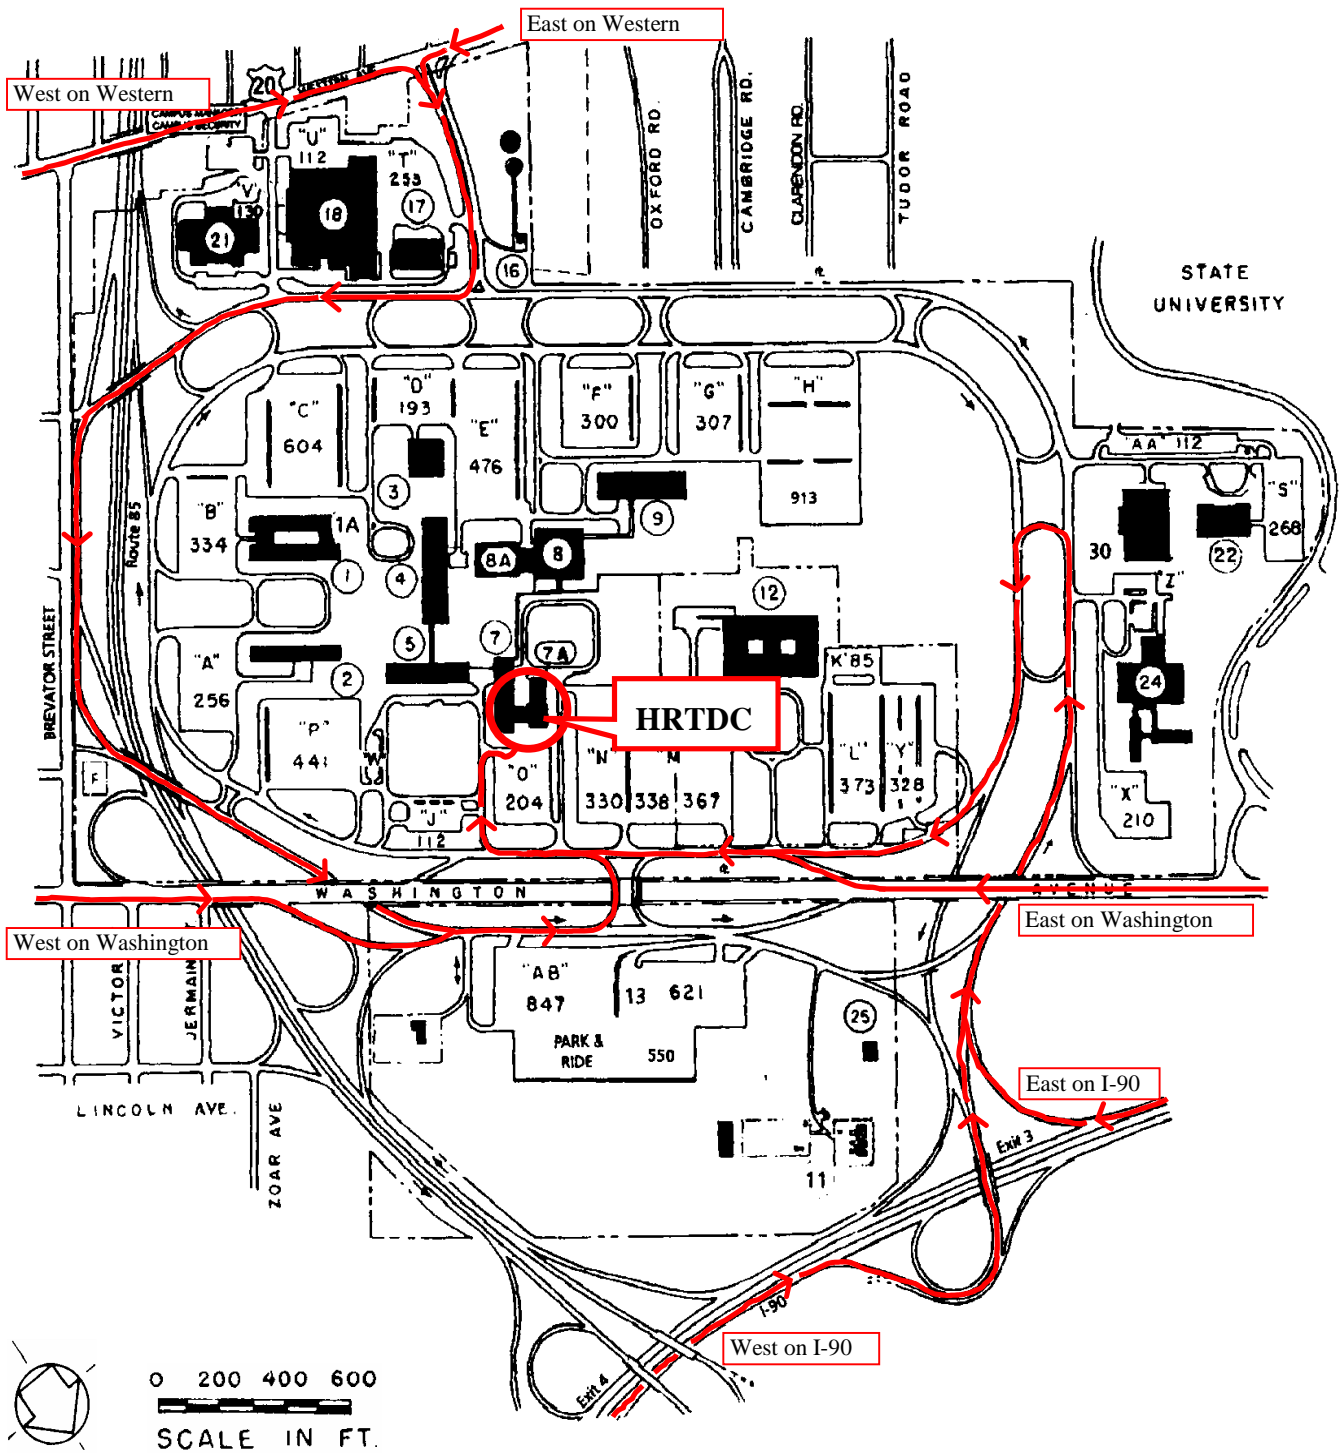 East on Western
West on Western
20
WESTERN AVE.
CAMPUS SECURITY
"U"
112
"T"
253
"V"
130
18
17
21
16
OXFORD RD.
CAMBRIDGE RD.
CLARENDON RD.
TUDOR ROAD
STATE
UNIVERSITY
"C"
604
"D"
193
"E"
476
"F"
300
"G"
307
"H"
913
"AA" 112
"S"
268
"B"
334
1A
1
3
4
9
8A
8
30
22
"Z"
Route 85
BREVATOR STREET
12
5
7
7A
"A"
256
2
K 85
24
HRTDC
"P"
441
"W"
"O"
204
"N"
330
"M"
338
367
"L"
373
"Y"
328
"X"
210
F
"J"
112
WASHINGTON
AVENUE
East on Washington
West on Washington
VICTOR
JERMAIN
"AB"
847
13
621
PARK &
RIDE
550
25
East on I-90
LINCOLN AVE.
ZOAR AVE
Exit 3
11
I-90
West on I-90
Exit 4
0 200 400 600
SCALE IN FT.